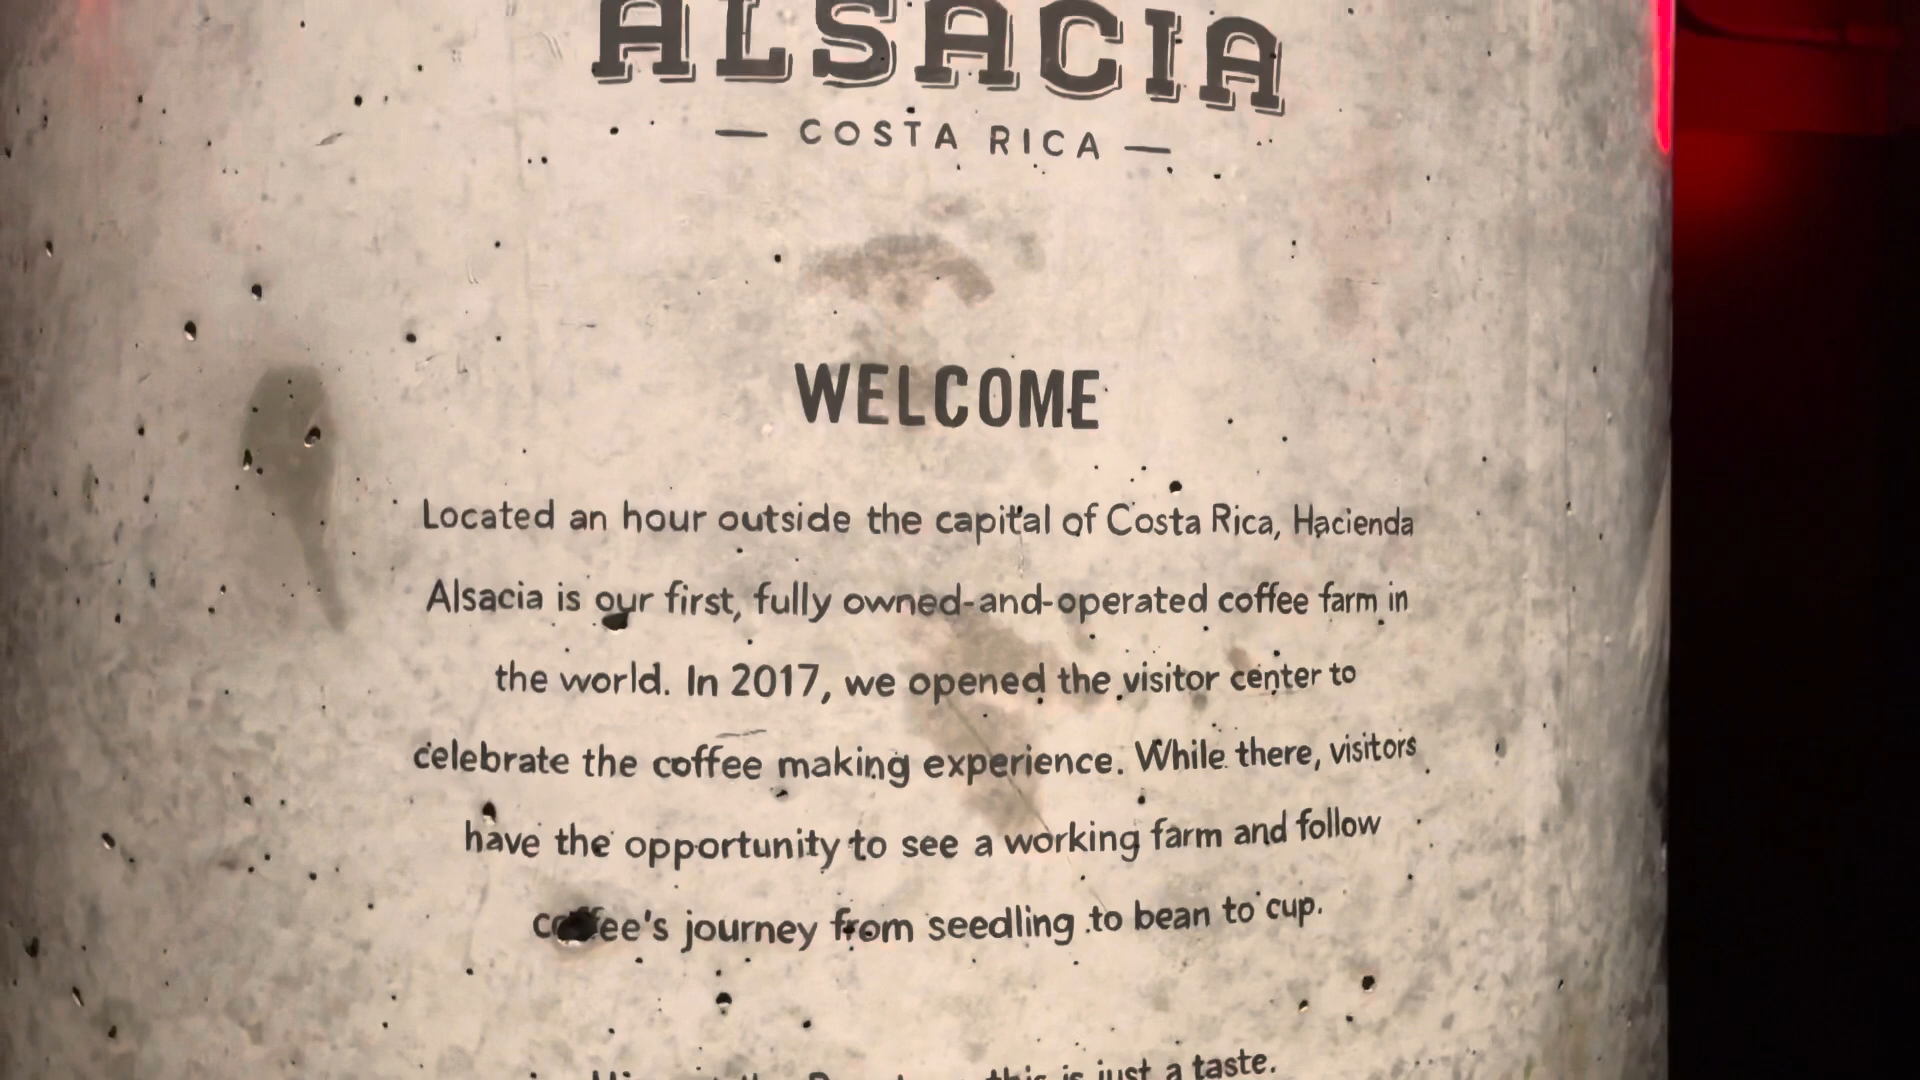 ALSACIA
— COSTA RICA —
WELCOME
Located an hour outside the capital of Costa Rica, Hacienda
Alsacia is our first, fully owned-and-operated coffee farm in
the world. In 2017, we opened the visitor center to
celebrate the coffee making experience. While there, visitors
have the opportunity to see a working farm and follow
coffee's journey from seedling to bean to cup.
this is just a taste.